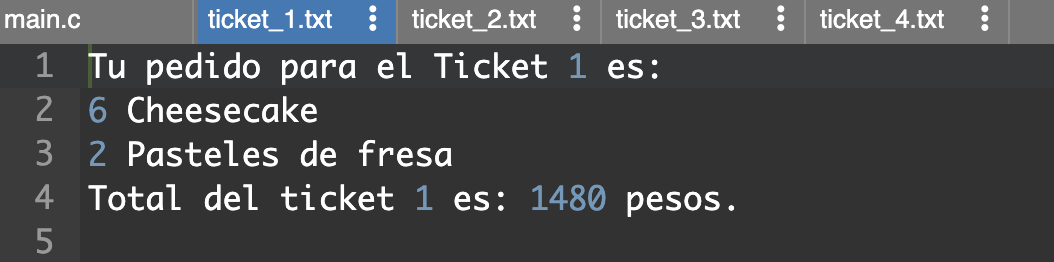 main.c ticket_1.txt ticket_2.txt ticket_3.txt ticket_4.txt
1 Tu pedido para el Ticket 1 es:
2 6 Cheesecake
3 2 Pasteles de fresa
4 Total del ticket 1 es: 1480 pesos.
5